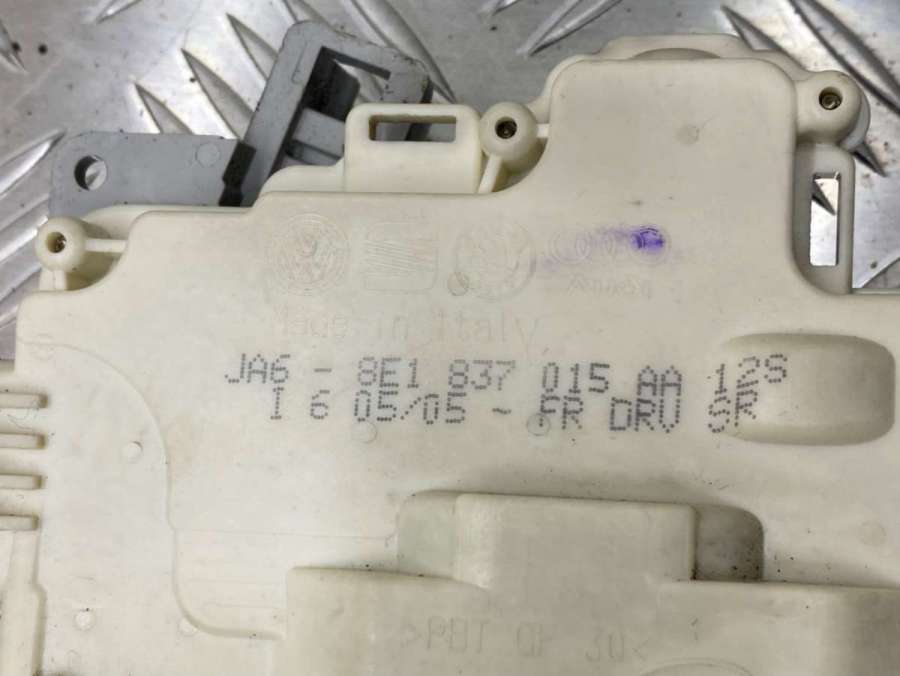 Made in Italy
JA6 - 8E1 837 015 AA 12S
I 6 05/05 ~ FR DRV SR
>PBT GF 30<